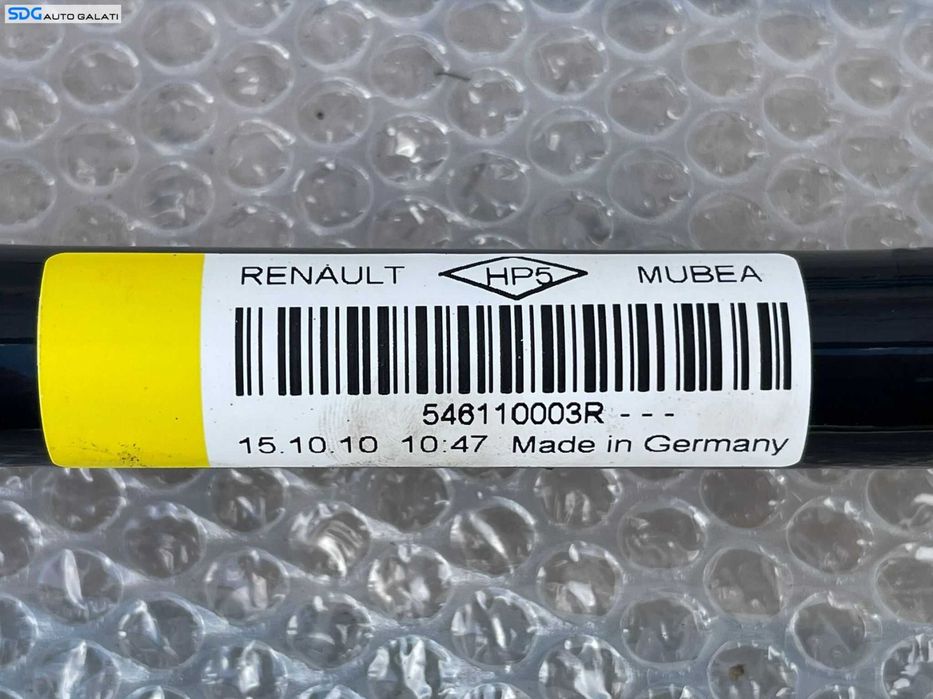 SDG AUTO GALATI
RENAULT HP5 MUBEA
546110003R - - -
15.10.10 10:47 Made in Germany